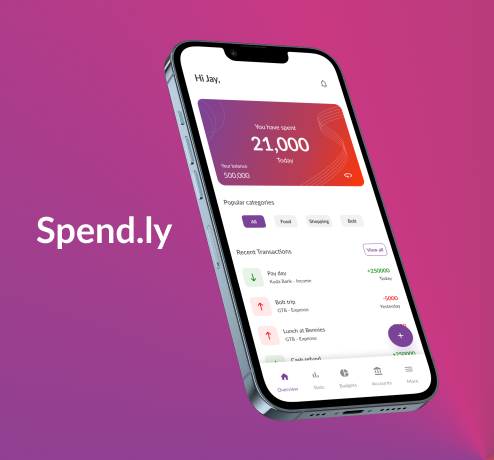 Hi Jay,
You have spent
21,000
Today
Your balance
500,000
Popular categories
All Food Shopping Debt
Recent Transactions View all
Pay day +250000
Kuda Bank - Income Today
Bolt trip -5000
GTB - Expense Yesterday
Lunch at Bennies
GTB - Expense
Cash refund +250000
Overview Stats Budgets Accounts More
Spend.ly